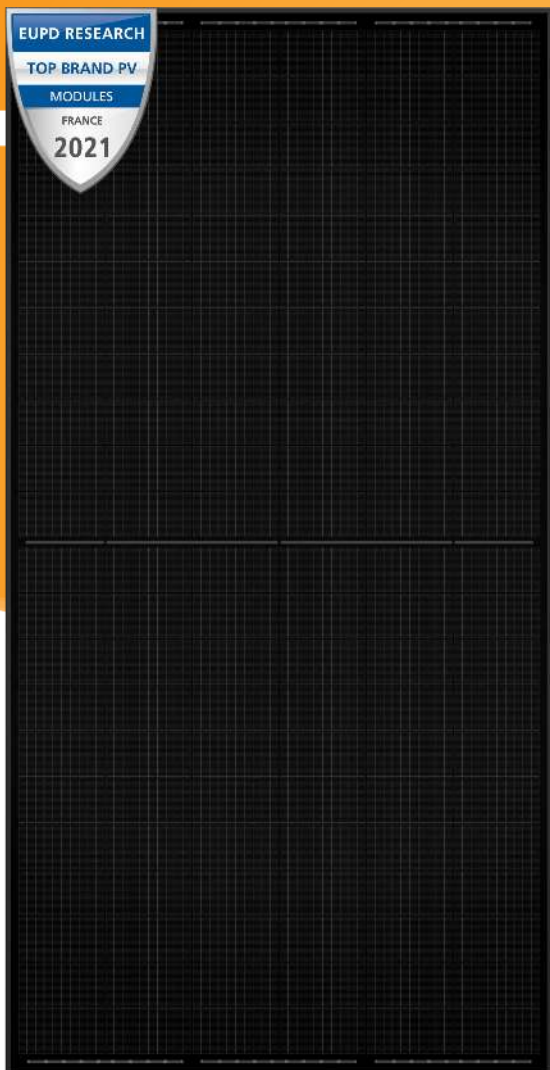 EUPD RESEARCH
TOP BRAND PV
MODULES
FRANCE
2021